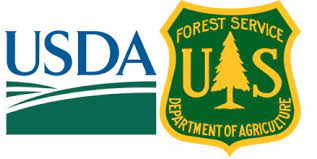 USDA
FOREST SERVICE
U S
DEPARTMENT OF AGRICULTURE